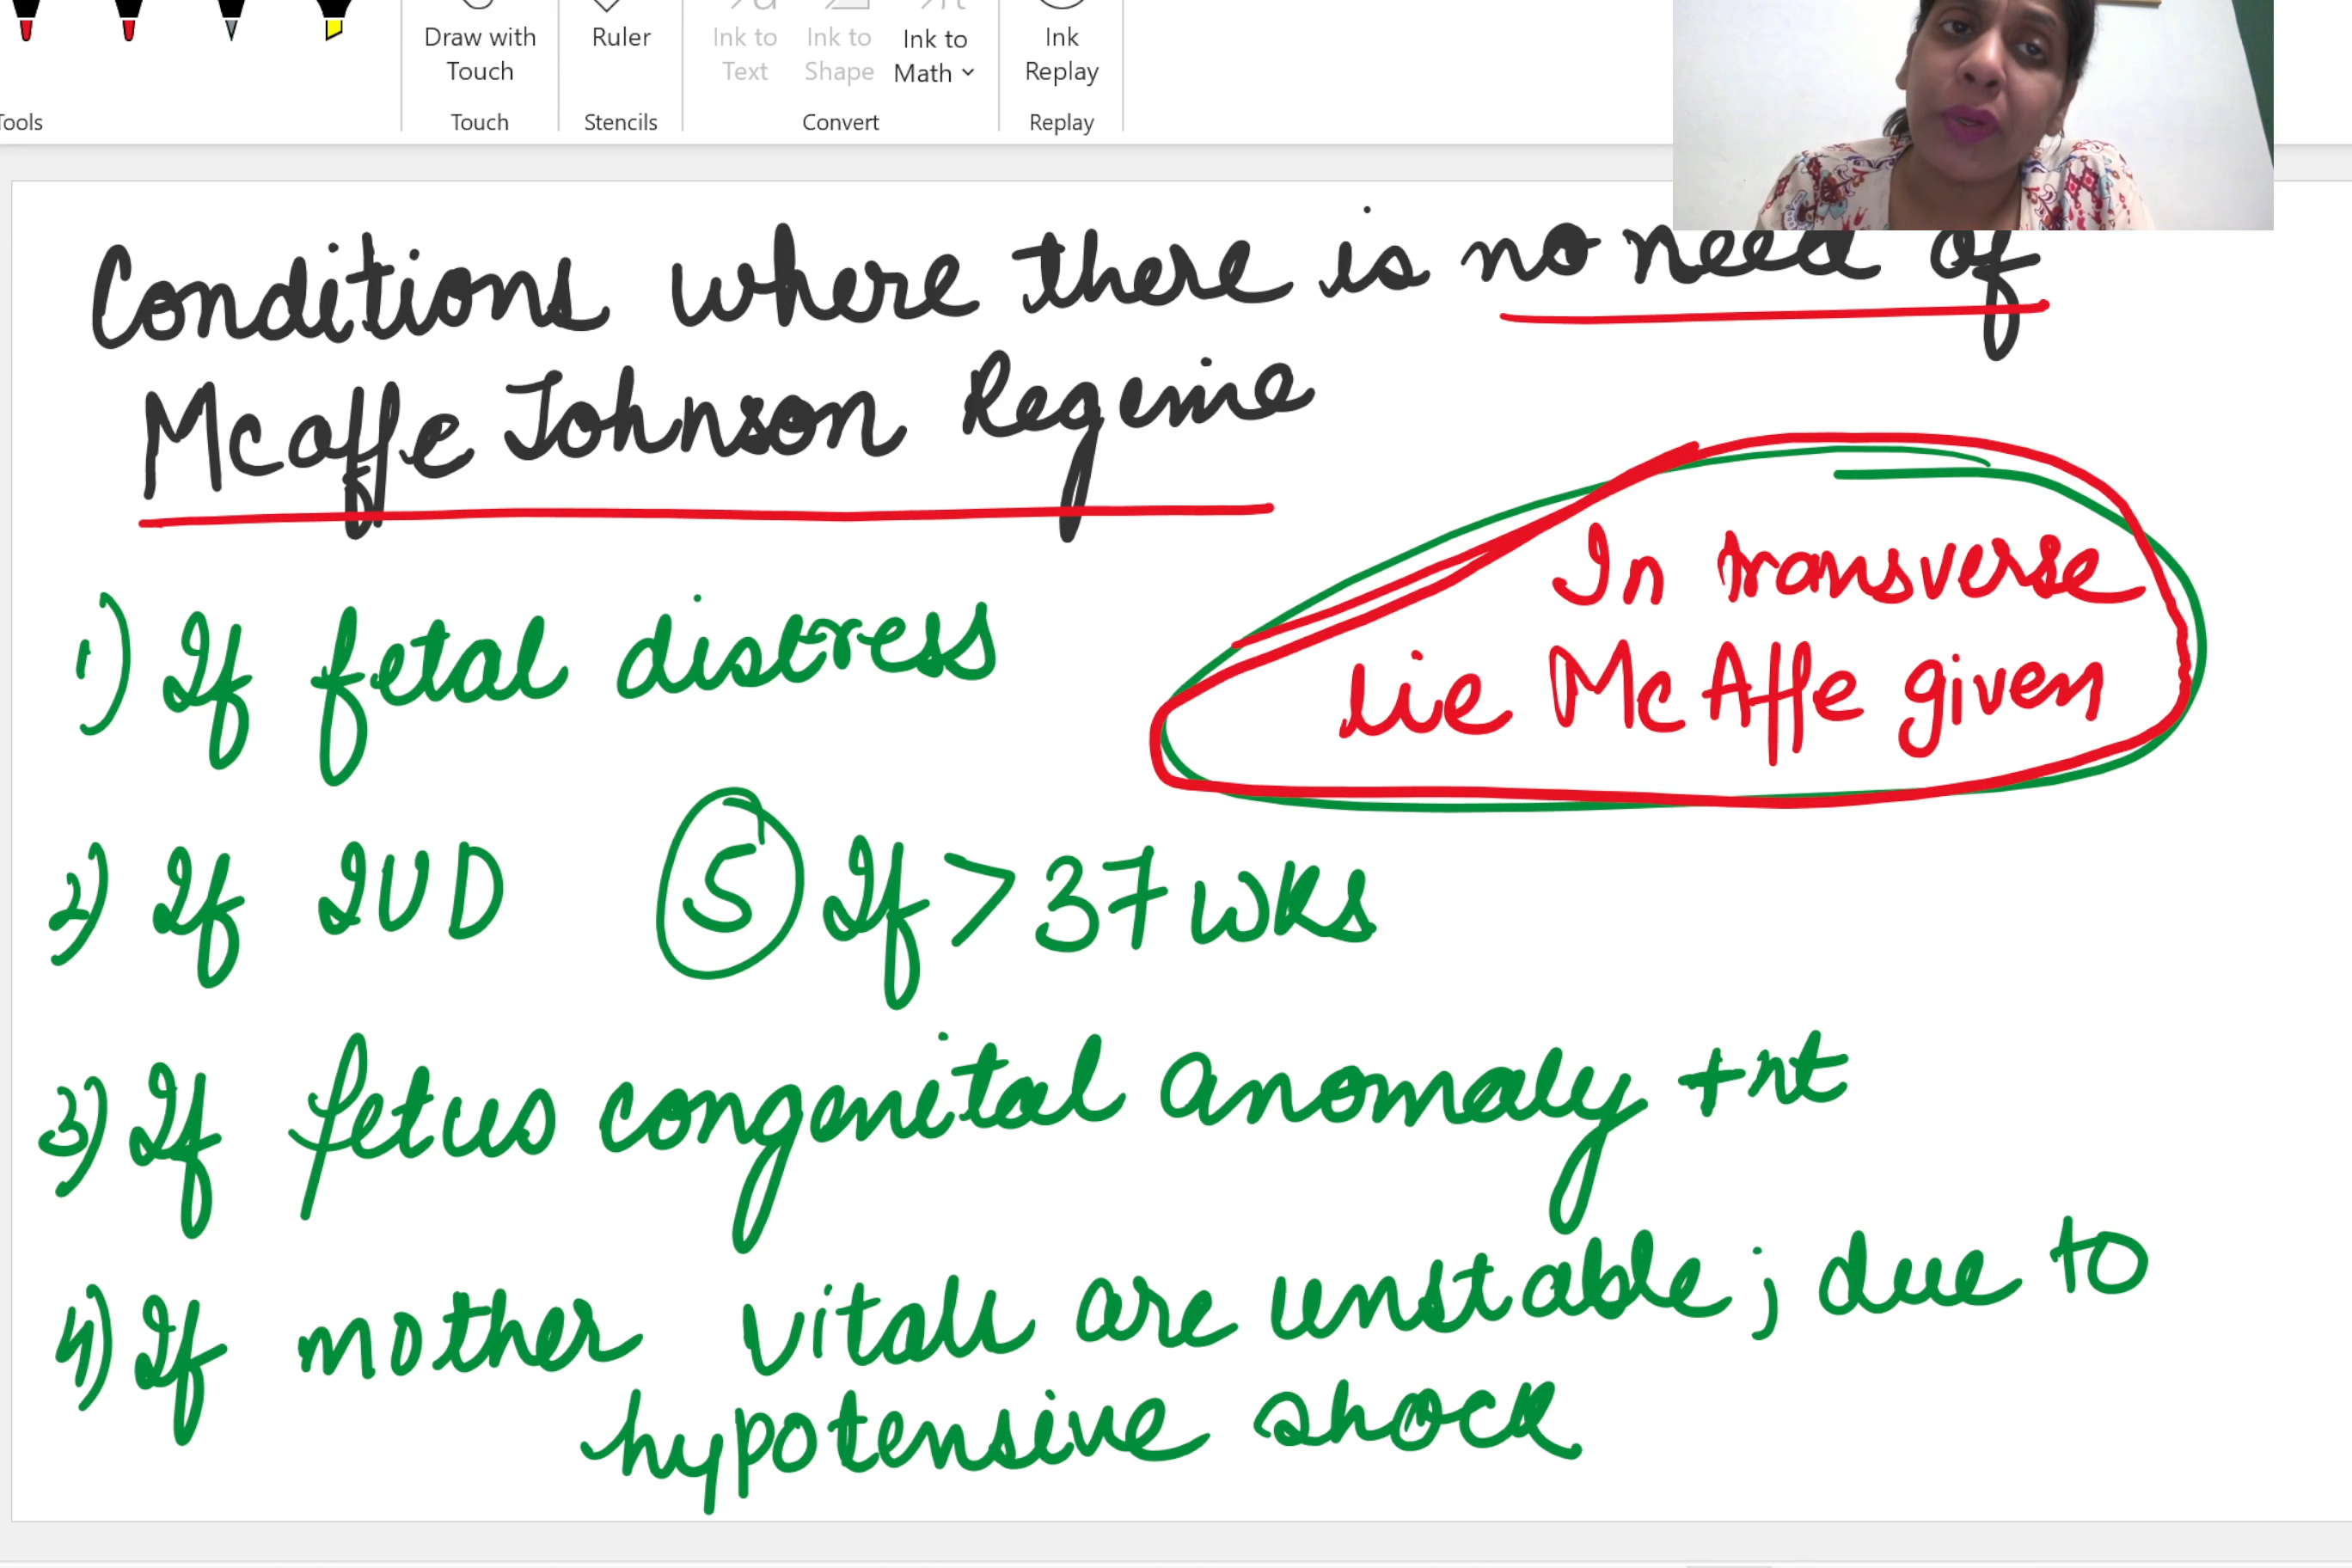 Draw with Touch
Ruler
Ink to Text
Ink to Shape
Ink to Math
Ink Replay
Tools
Touch
Stencils
Convert
Replay
Conditions where there is no need of
Mcaffe Johnson Regime
In transverse
lie McAffe given
1) If fetal distress
2) If IUD
5 If >37 wks
3) If fetus congenital anomaly +nt
4) If mother vitals are unstable; due to
hypotensive shock